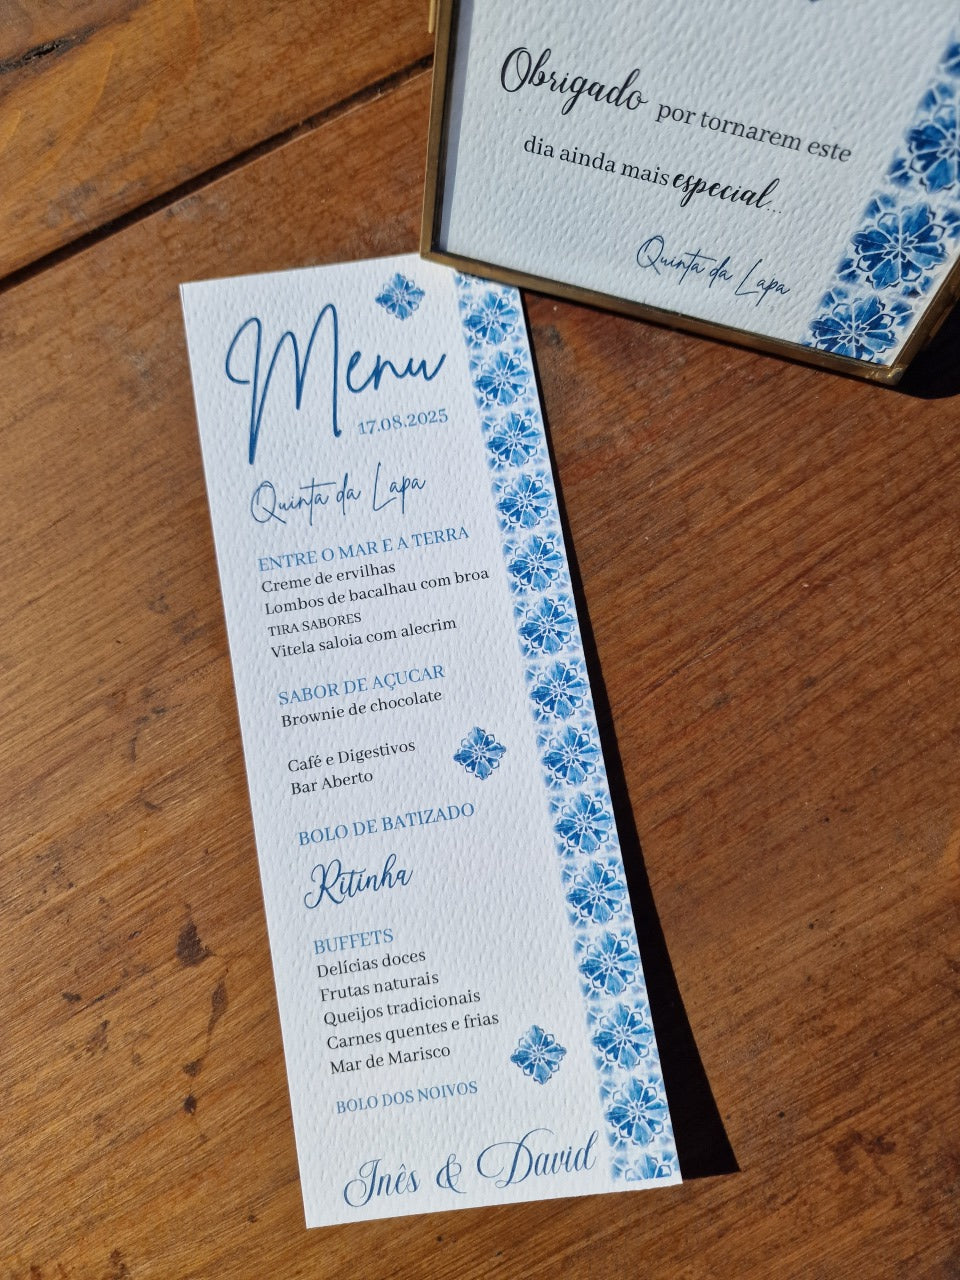 Obrigado por tornarem este
dia ainda mais especial...
Quinta da Lapa
Menu
17.08.2025
Quinta da Lapa
ENTRE O MAR E A TERRA
Creme de ervilhas
Lombos de bacalhau com broa
TIRA SABORES
Vitela saloia com alecrim
SABOR DE AÇUCAR
Brownie de chocolate
Café e Digestivos
Bar Aberto
BOLO DE BATIZADO
Ritinha
BUFFETS
Delícias doces
Frutas naturais
Queijos tradicionais
Carnes quentes e frias
Mar de Marisco
BOLO DOS NOIVOS
Inês & David